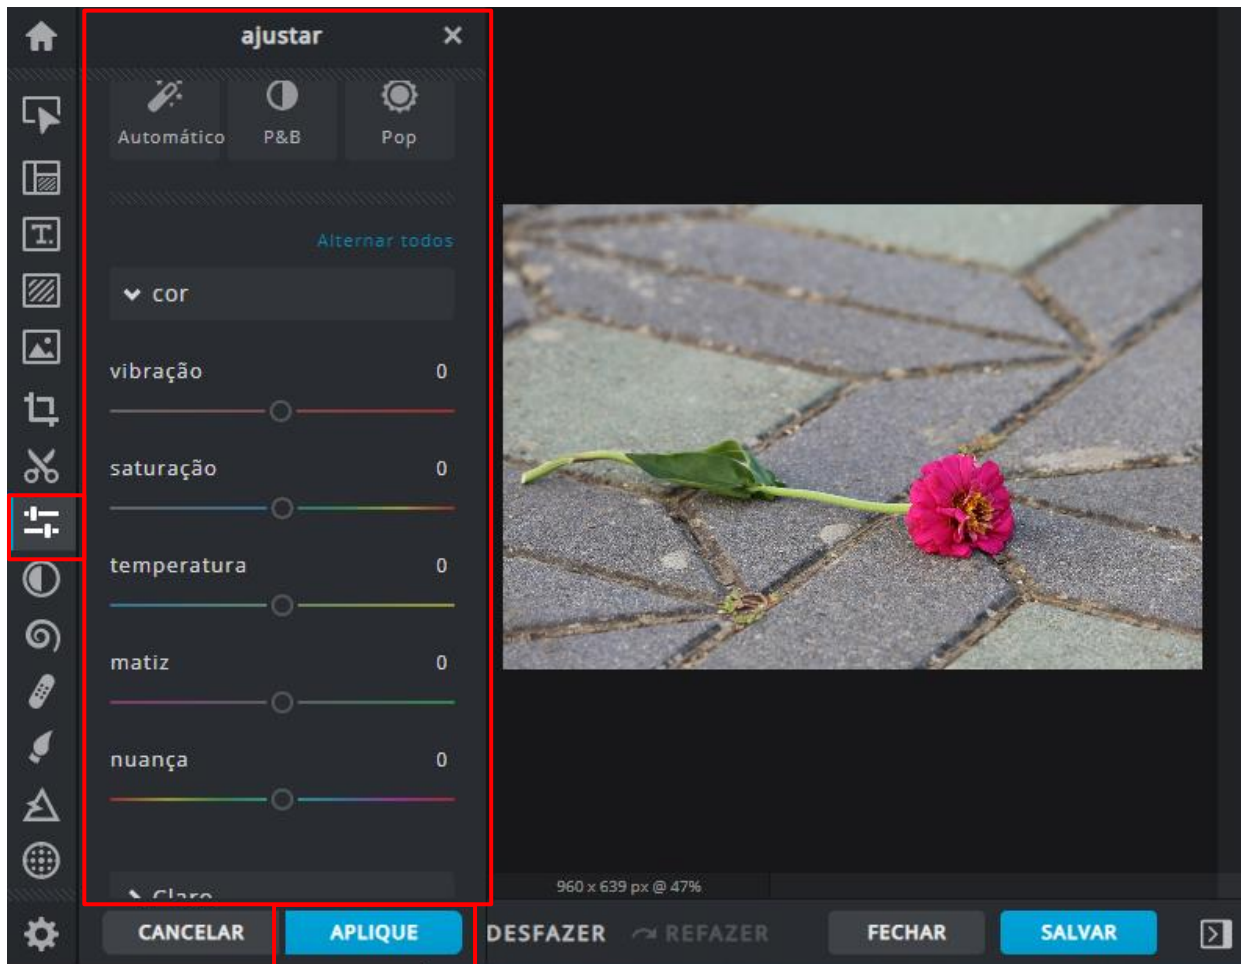 ajustar
Automático
P&B
Pop
Alternar todos
cor
vibração 0
saturação 0
temperatura 0
matiz 0
nuança 0
Claro
960 x 639 px @ 47%
CANCELAR
APLIQUE
DESFAZER
REFAZER
FECHAR
SALVAR